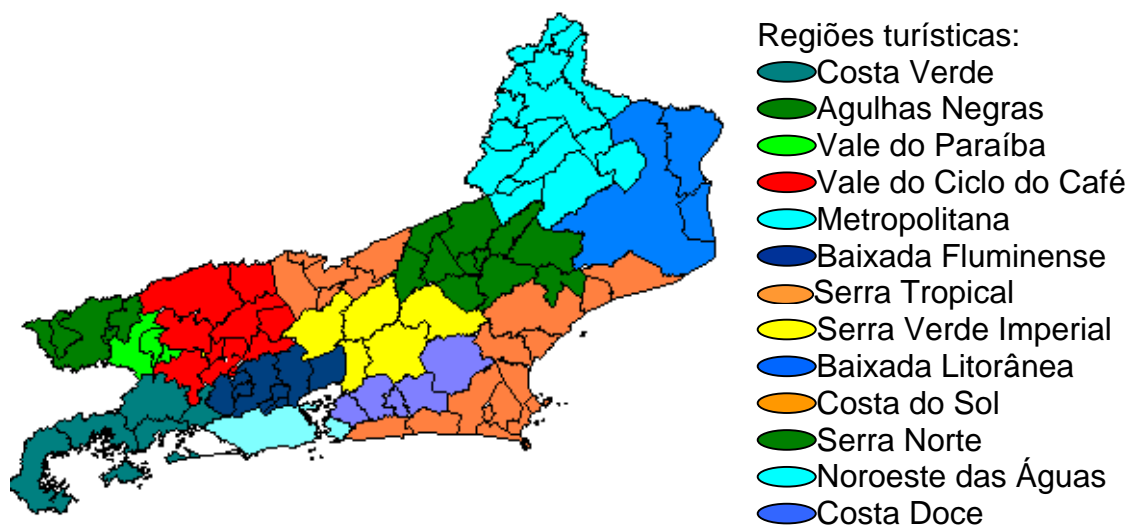 Regiões turísticas:
Costa Verde
Agulhas Negras
Vale do Paraíba
Vale do Ciclo do Café
Metropolitana
Baixada Fluminense
Serra Tropical
Serra Verde Imperial
Baixada Litorânea
Costa do Sol
Serra Norte
Noroeste das Águas
Costa Doce